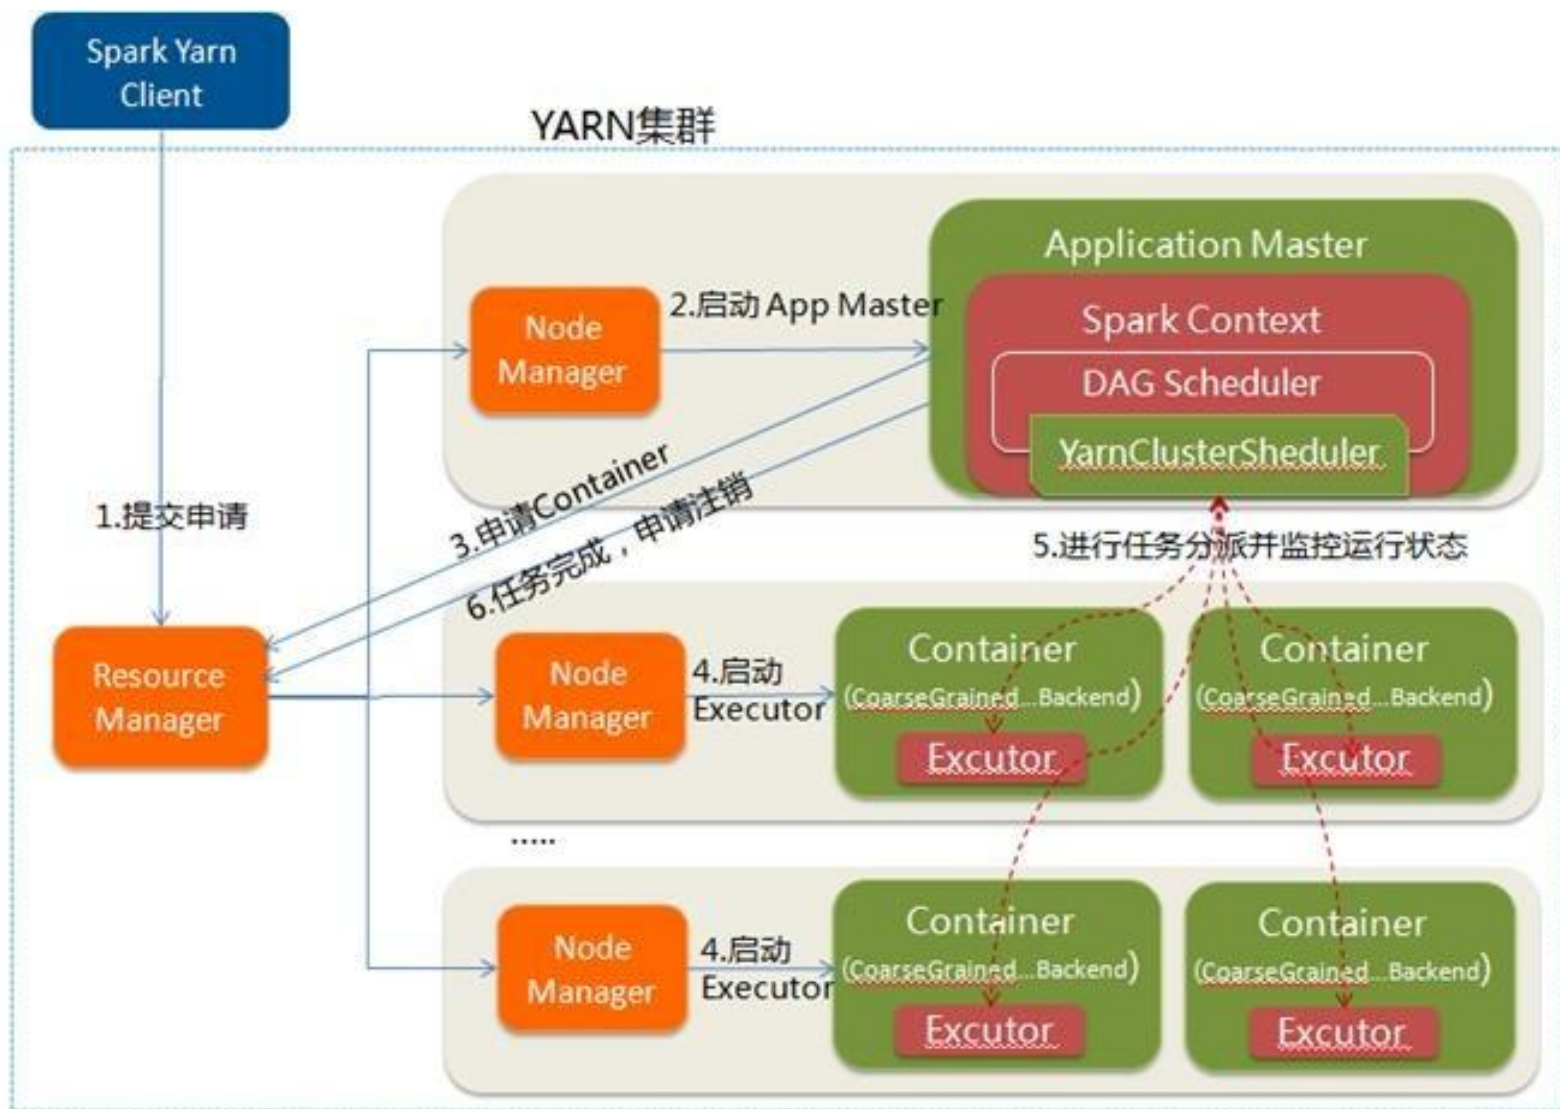 Spark Yarn
Client
YARN集群
Application Master
Spark Context
DAG Scheduler
YarnClusterSheduler
Node
Manager
2.启动 App Master
1.提交申请
3.申请Container
6.任务完成，申请注销
5.进行任务分派并监控运行状态
Resource
Manager
Node
Manager
4.启动
Executor
Container
(CoarseGrained...Backend)
Excutor
Container
(CoarseGrained...Backend)
Excutor
.....
Node
Manager
4.启动
Executor
Container
(CoarseGrained...Backend)
Excutor
Container
(CoarseGrained...Backend)
Excutor